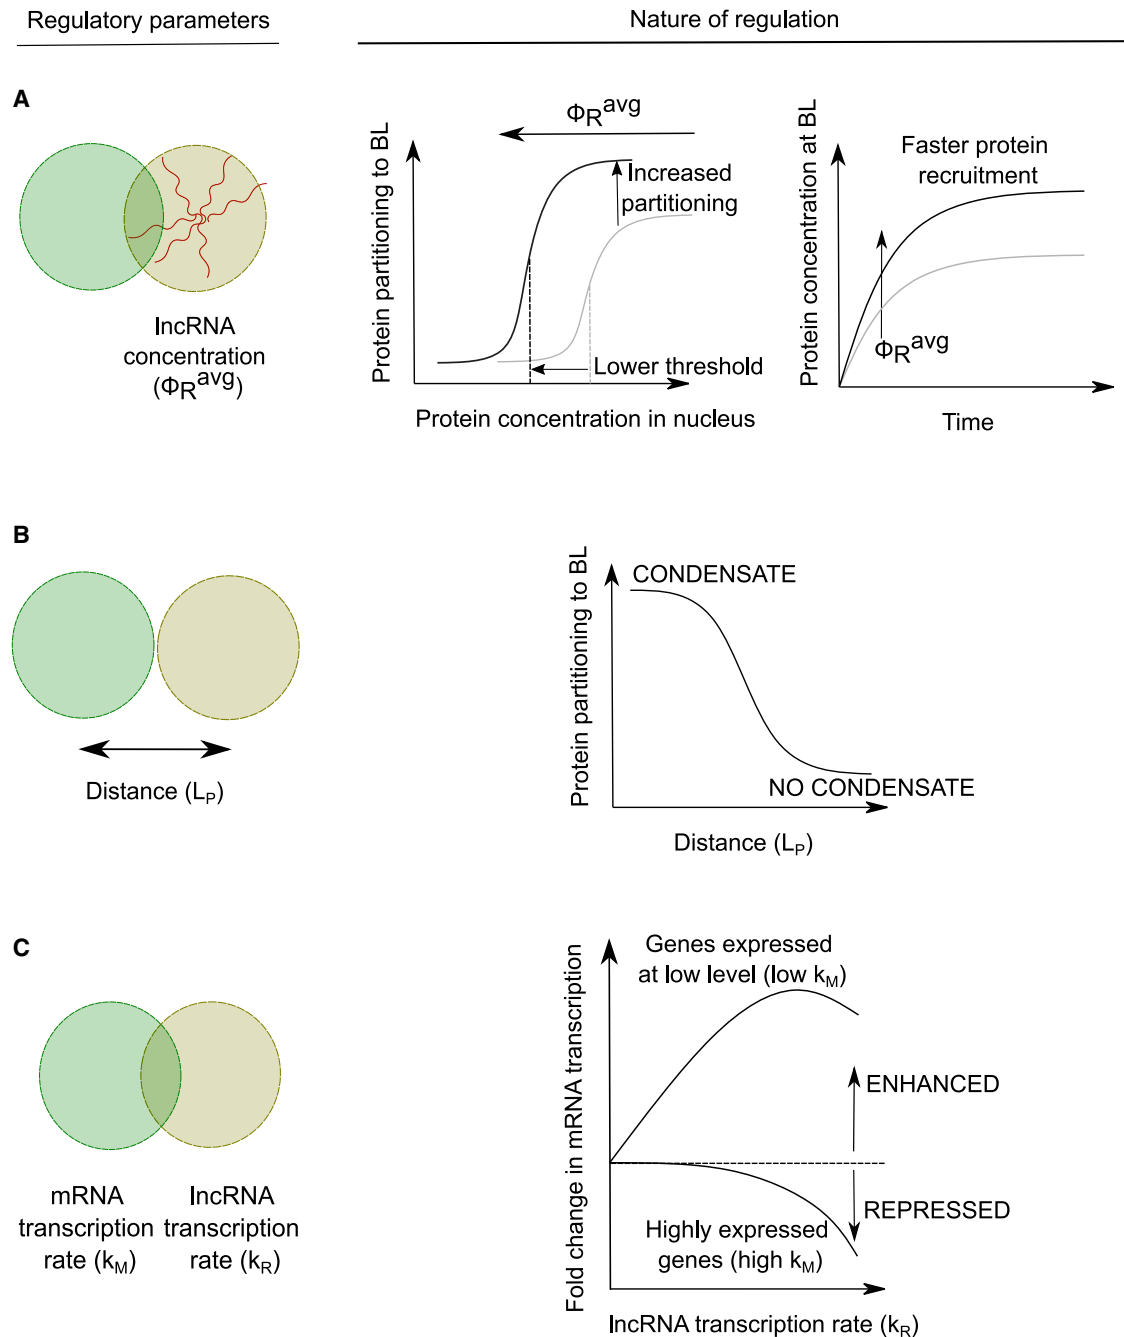 Regulatory parameters
Nature of regulation
A
lncRNA
concentration
(ΦR^avg)
Protein partitioning to BL
ΦR^avg
Increased
partitioning
Lower threshold
Protein concentration in nucleus
Protein concentration at BL
Faster protein
recruitment
ΦR^avg
Time
B
Distance (LP)
Protein partitioning to BL
CONDENSATE
NO CONDENSATE
Distance (LP)
C
mRNA
transcription
rate (kM)
lncRNA
transcription
rate (kR)
Fold change in mRNA transcription
Genes expressed
at low level (low kM)
ENHANCED
REPRESSED
Highly expressed
genes (high kM)
lncRNA transcription rate (kR)